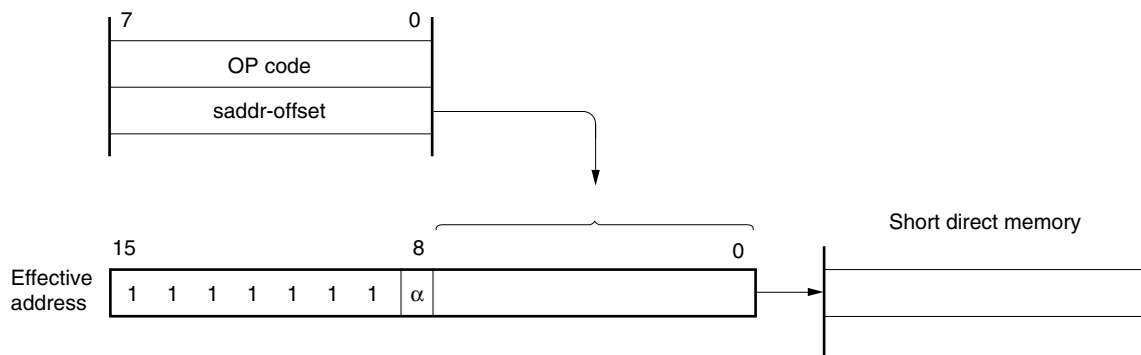 7 0
OP code
saddr-offset
Short direct memory
15 8 0
Effective
address
1 1 1 1 1 1 1 α